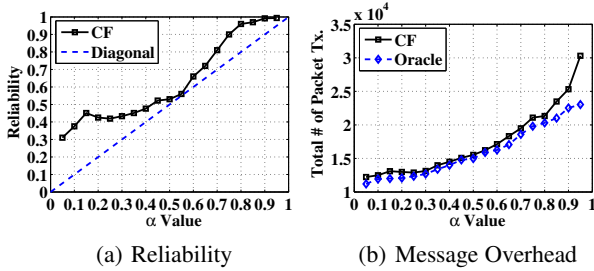 1
0.9
0.8
0.7
0.6
0.5
0.4
0.3
0.2
0.1
0
Reliability
CF
Diagonal
0 0.1 0.2 0.3 0.4 0.5 0.6 0.7 0.8 0.9 1
α Value
(a) Reliability
x 10⁴
3.5
3
2.5
2
1.5
1
Total # of Packet Tx.
CF
Oracle
0. 0.1 0.2 0.3 0.4 0.5 0.6 0.7 0.8 0.9 1
α Value
(b) Message Overhead